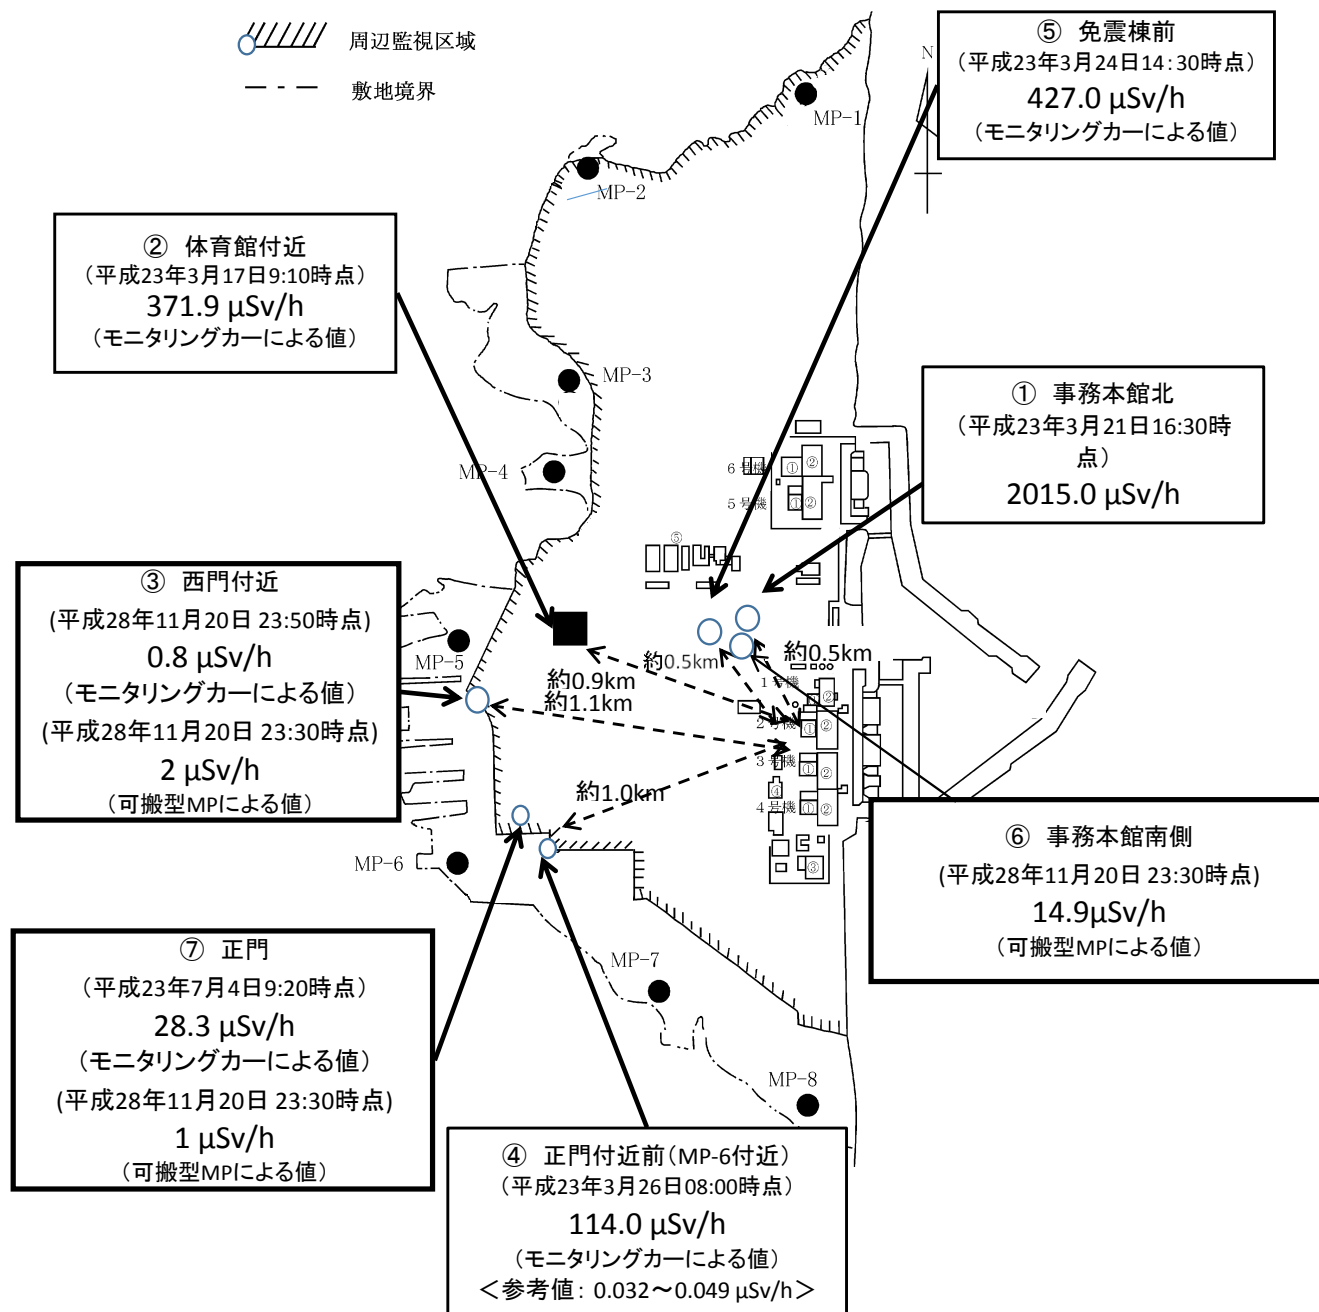 周辺監視区域
敷地境界
⑤ 免震棟前
(平成23年3月24日14:30時点)
427.0 μSv/h
(モニタリングカーによる値)
N
MP-1
MP-2
② 体育館付近
(平成23年3月17日9:10時点)
371.9 μSv/h
(モニタリングカーによる値)
MP-3
① 事務本館北
(平成23年3月21日16:30時
点)
2015.0 μSv/h
MP-4
6号機
①
②
5号機
①
②
⑤
③ 西門付近
(平成28年11月20日 23:50時点)
0.8 μSv/h
(モニタリングカーによる値)
(平成28年11月20日 23:30時点)
2 μSv/h
(可搬型MPによる値)
MP-5
約0.5km
約0.5km
約0.9km
約1.1km
1号機
②
2号機
①
②
3号機
①
②
④
4号機
①
②
③
約1.0km
MP-6
⑥ 事務本館南側
(平成28年11月20日 23:30時点)
14.9μSv/h
(可搬型MPによる値)
⑦ 正門
(平成23年7月4日9:20時点)
28.3 μSv/h
(モニタリングカーによる値)
(平成28年11月20日 23:30時点)
1 μSv/h
(可搬型MPによる値)
MP-7
MP-8
④ 正門付近前(MP-6付近)
(平成23年3月26日08:00時点)
114.0 μSv/h
(モニタリングカーによる値)
<参考値: 0.032～0.049 μSv/h>